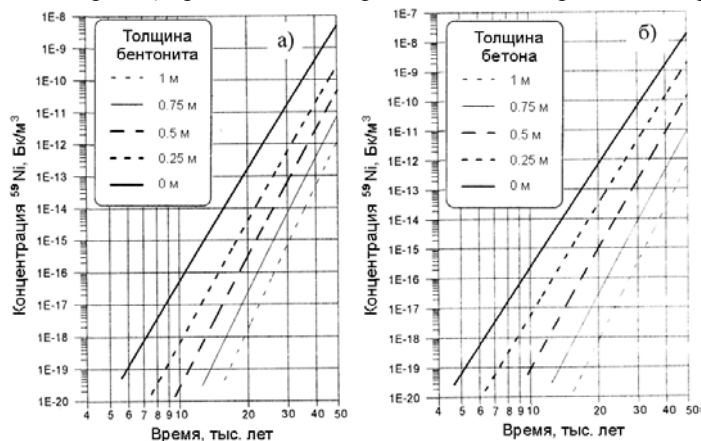 а)
Толщина
бентонита
1 м
0.75 м
0.5 м
0.25 м
0 м
1E-8
1E-9
1E-10
1E-11
1E-12
1E-13
1E-14
1E-15
1E-16
1E-17
1E-18
1E-19
1E-20
Концентрация ⁵⁹Ni, Бк/м³
4 5 6 7 8 9 10 20 30 40 50
Время, тыс. лет
б)
Толщина
бетона
1 м
0.75 м
0.5 м
0.25 м
0 м
1E-7
1E-8
1E-9
1E-10
1E-11
1E-12
1E-13
1E-14
1E-15
1E-16
1E-17
1E-18
1E-19
1E-20
Концентрация ⁵⁹Ni, Бк/м³
4 5 6 7 8 9 10 20 30 40 50
Время, тыс. лет